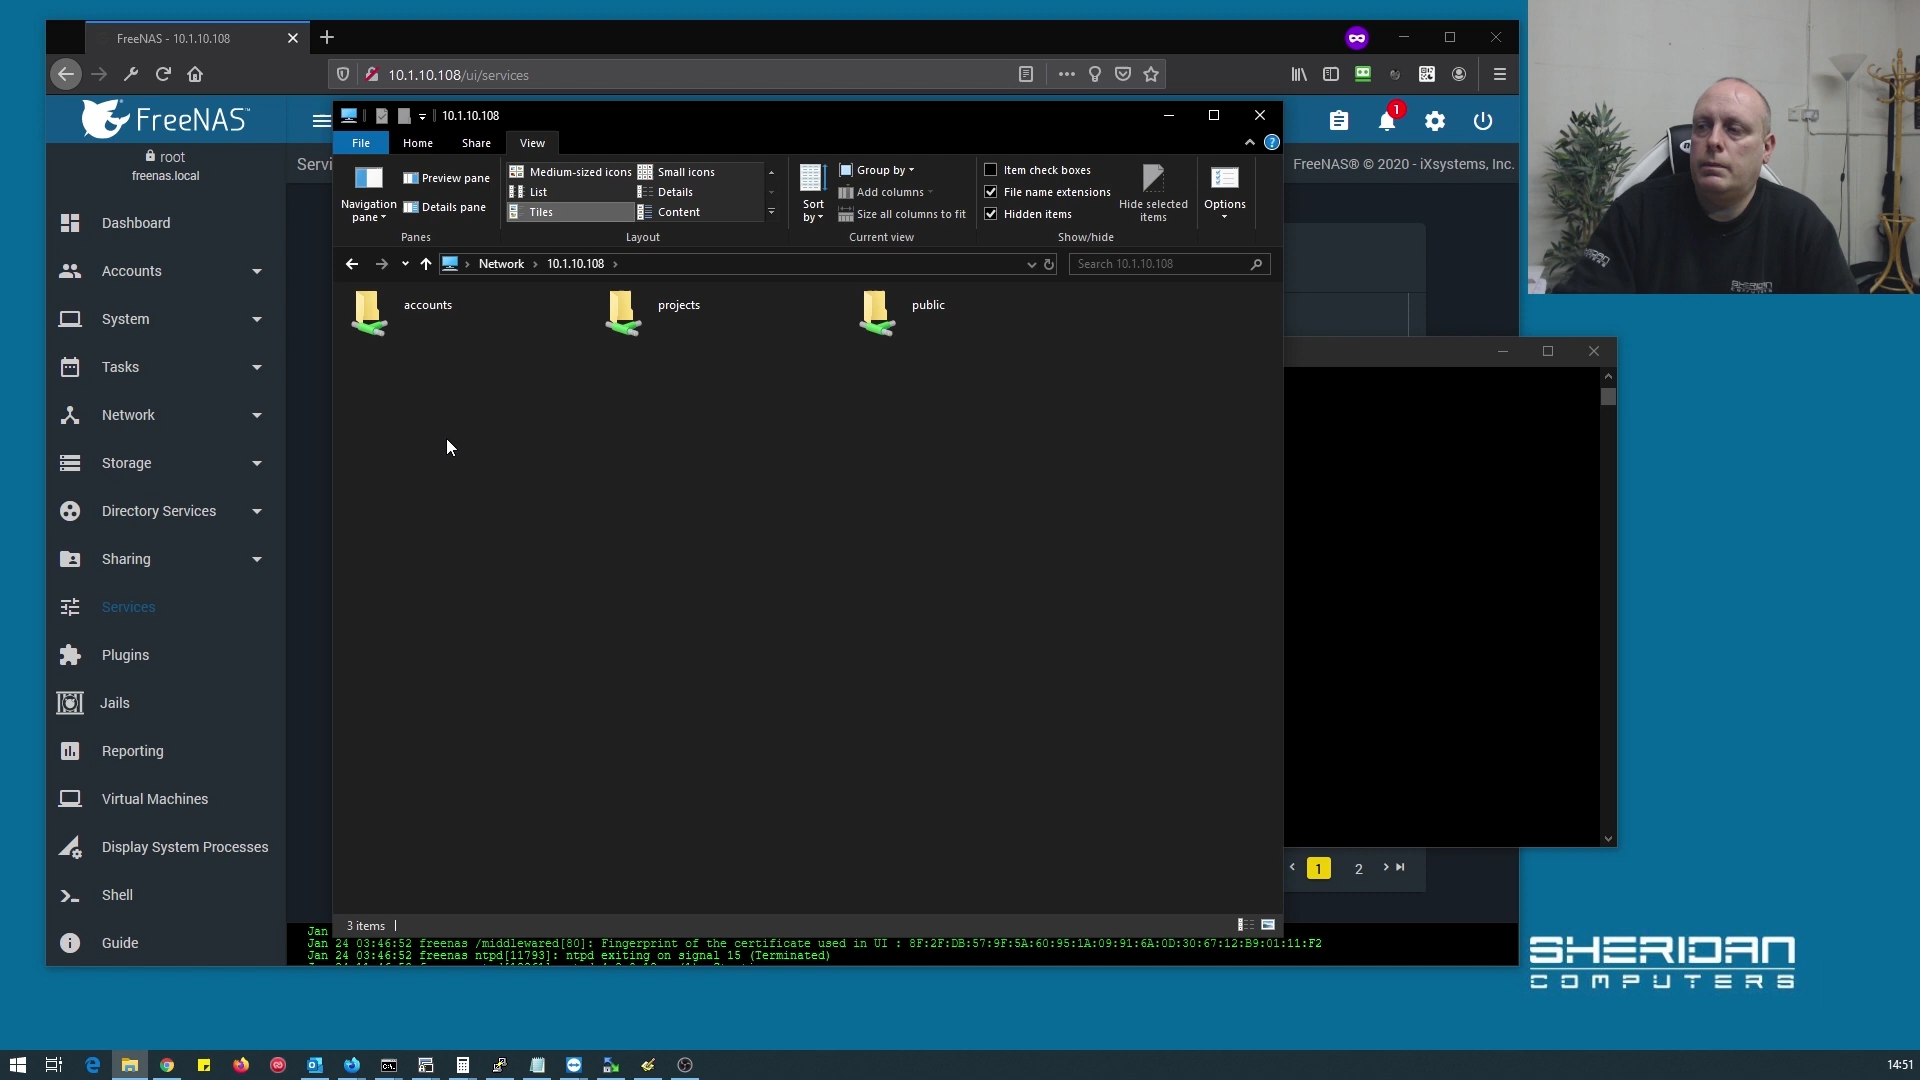 FreeNAS - 10.1.10.108
10.1.10.108/ui/services
FreeNAS
root
freenas.local
Servi
FreeNAS® © 2020 - iXsystems, Inc.
1
10.1.10.108
File Home Share View
Navigation pane
Preview pane
Details pane
Panes
Medium-sized icons Small icons
List Details
Tiles Content
Layout
Sort by
Group by
Add columns
Size all columns to fit
Current view
Item check boxes
File name extensions
Hidden items
Hide selected items
Show/hide
Options
Network 10.1.10.108
Search 10.1.10.108
accounts projects public
Dashboard
Accounts
System
Tasks
Network
Storage
Directory Services
Sharing
Services
Plugins
Jails
Reporting
Virtual Machines
Display System Processes
Shell
Guide
1 2
3 items
Jan
Jan 24 03:46:52 freenas /middlewared[80]: Fingerprint of the certificate used in UI : 8F:2F:DB:57:9F:5A:60:95:1A:09:91:6A:0D:30:67:12:B9:01:11:F2
Jan 24 03:46:52 freenas ntpd[11793]: ntpd exiting on signal 15 (Terminated)
SHERIDAN
COMPUTERS
14:51